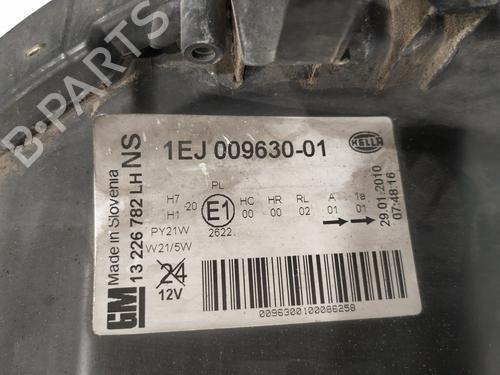 B-PARTS
1EJ 009630-01
HELLA
GM
Made in Slovenia
13 226 782 LH NS
PL
H7
H1
-20
E1
HC HR RL A 1a
00 00 02 01 01
2622
PY21W
W21/5W
24
12V
29.01.2010
07:48:16
0096300100086258